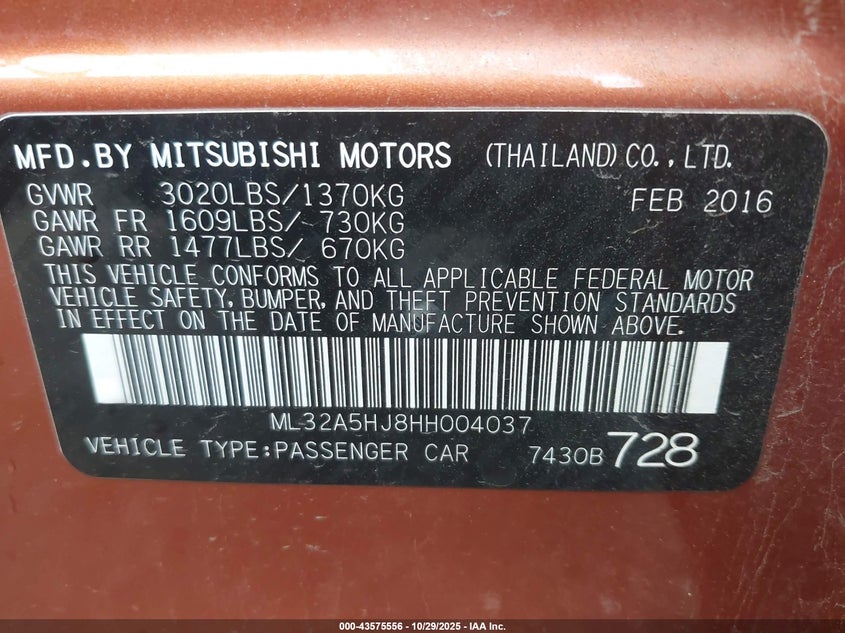 MFD.BY MITSUBISHI MOTORS (THAILAND)CO.,LTD.
GVWR 3020LBS/1370KG FEB 2016
GAWR FR 1609LBS/ 730KG
GAWR RR 1477LBS/ 670KG
THIS VEHICLE CONFORMS TO ALL APPLICABLE FEDERAL MOTOR
VEHICLE SAFETY, BUMPER, AND THEFT PREVENTION STANDARDS
IN EFFECT ON THE DATE OF MANUFACTURE SHOWN ABOVE.
ML32A5HJ8HH004037
VEHICLE TYPE:PASSENGER CAR 7430B 728
000-43575556 - 10/29/2025 - IAA Inc.